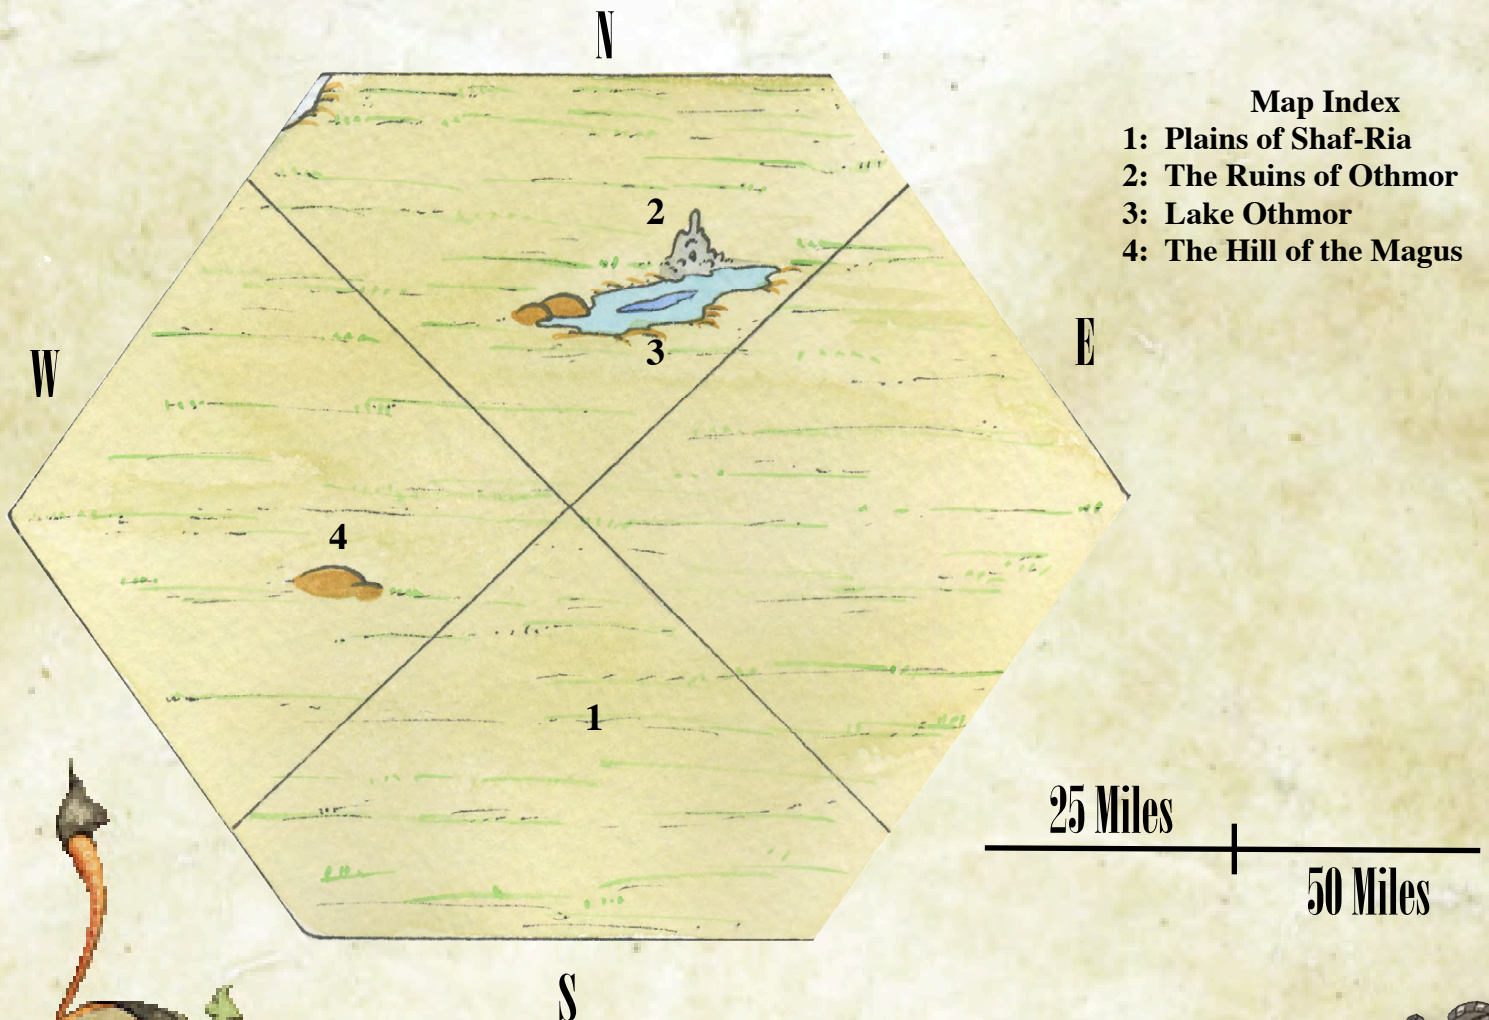 N
Map Index
1: Plains of Shaf-Ria
2: The Ruins of Othmor
3: Lake Othmor
4: The Hill of the Magus
2
3
W
E
4
1
25 Miles
50 Miles
S